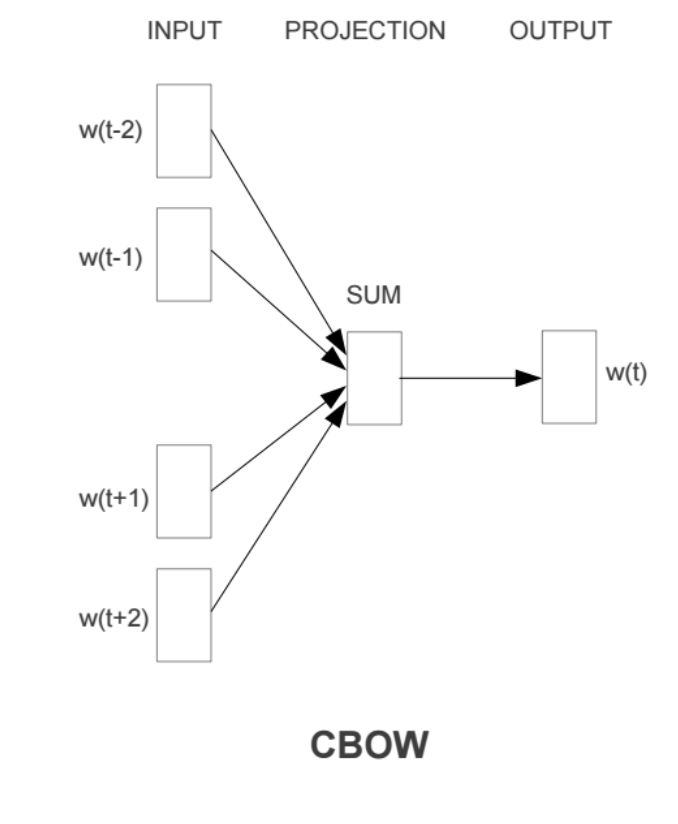 INPUT PROJECTION OUTPUT
w(t-2)
w(t-1)
SUM
w(t)
w(t+1)
w(t+2)
CBOW